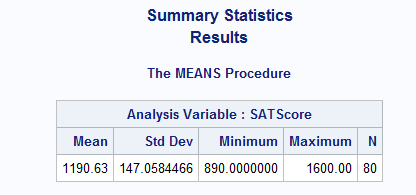 Summary Statistics
Results
The MEANS Procedure
Analysis Variable : SATScore
Mean Std Dev Minimum Maximum N
1190.63 147.0584466 890.0000000 1600.00 80